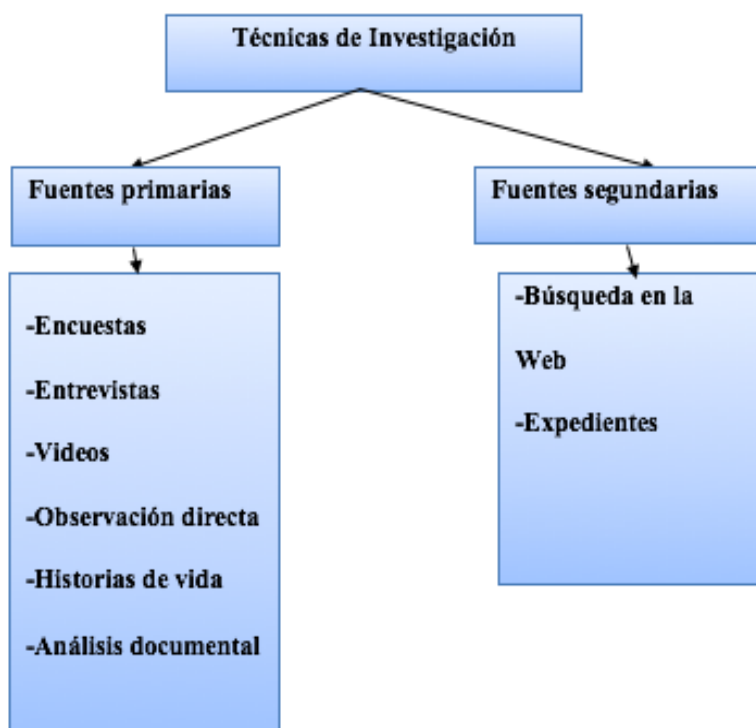 Técnicas de Investigación
Fuentes primarias
Fuentes segundarias
-Encuestas
-Entrevistas
-Videos
-Observación directa
-Historias de vida
-Análisis documental
-Búsqueda en la
Web
-Expedientes